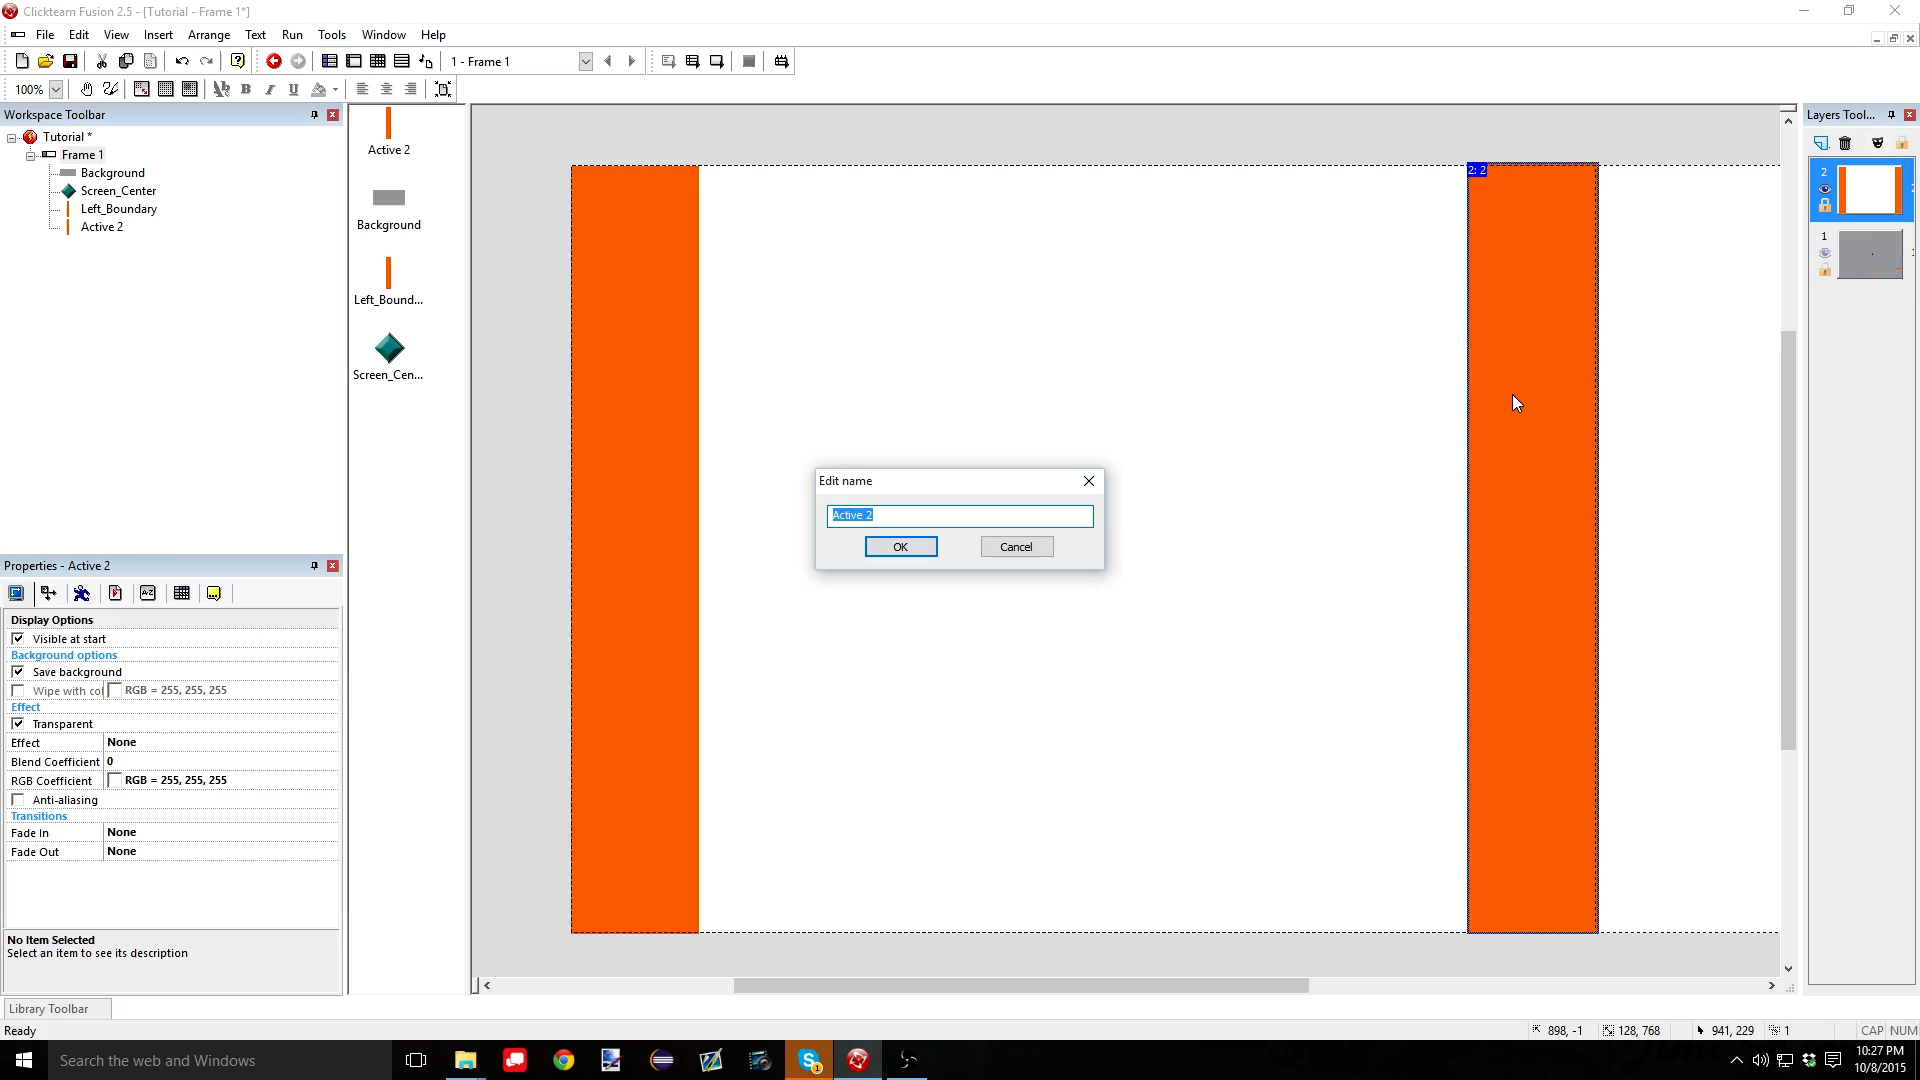 Clickteam Fusion 2.5 - [Tutorial - Frame 1*]
File Edit View Insert Arrange Text Run Tools Window Help
1 - Frame 1
100%
B I U
Workspace Toolbar
Tutorial *
Frame 1
Background
Screen_Center
Left_Boundary
Active 2
Active 2
Background
Left_Bound...
Screen_Cen...
2: 2
Edit name
Active 2
OK Cancel
Layers Tool...
2
1
Properties - Active 2
Display Options
Visible at start
Background options
Save background
Wipe with col RGB = 255, 255, 255
Effect
Transparent
Effect None
Blend Coefficient 0
RGB Coefficient RGB = 255, 255, 255
Anti-aliasing
Transitions
Fade In None
Fade Out None
No Item Selected
Select an item to see its description
Library Toolbar
Ready
898, -1 128, 768 941, 229 1 CAP NUM
Search the web and Windows
10:27 PM
10/8/2015